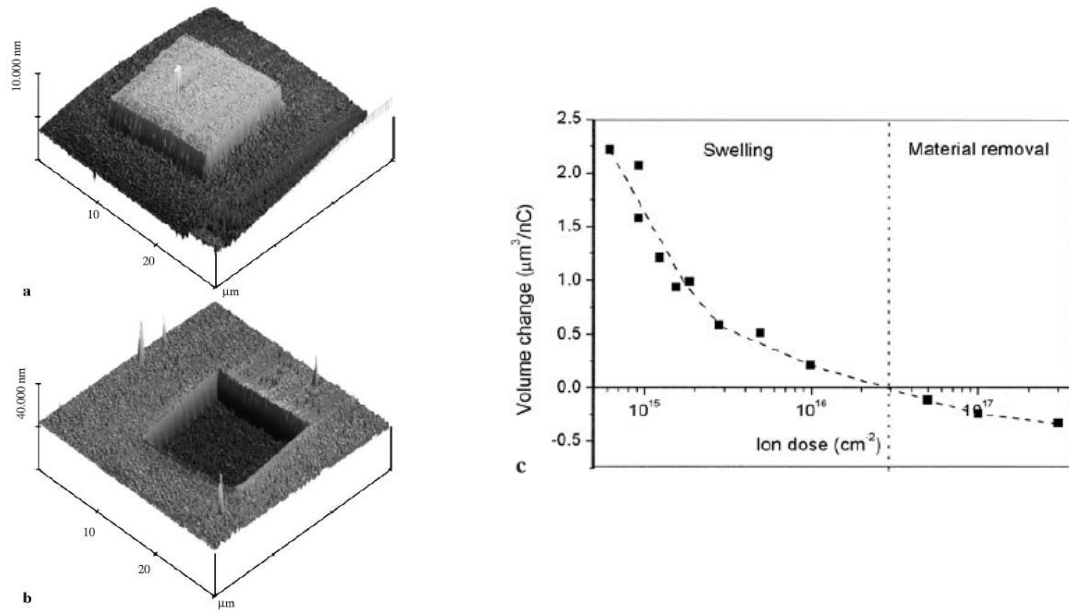 10.000 nm
10
20
µm
a
40.000 nm
10
20
µm
b
Volume change (µm³/nC)
2.5
2.0
1.5
1.0
0.5
0.0
-0.5
Swelling
Material removal
10¹⁵
10¹⁶
10¹⁷
Ion dose (cm⁻²)
c